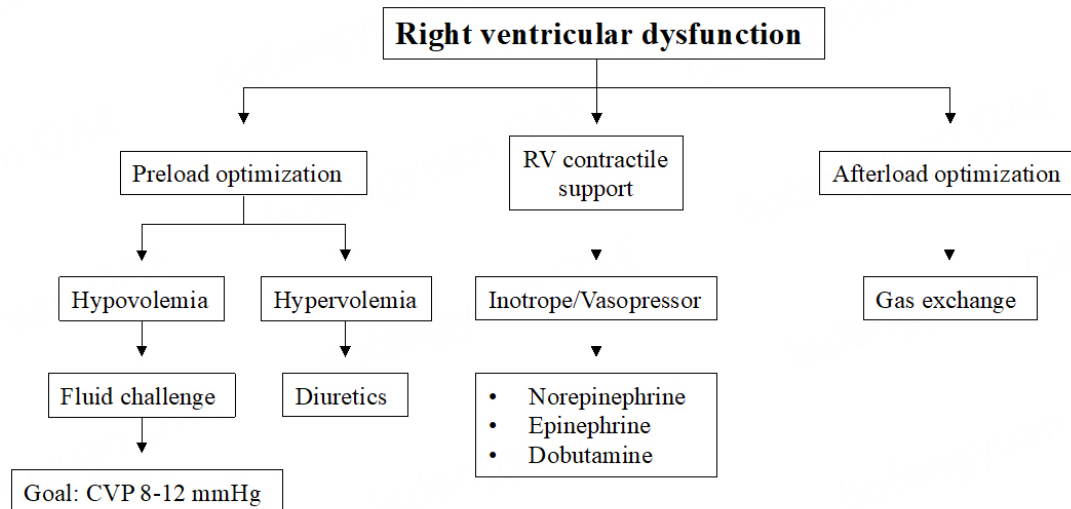 Right ventricular dysfunction
Preload optimization
RV contractile
support
Afterload optimization
Hypovolemia
Hypervolemia
Inotrope/Vasopressor
Gas exchange
Fluid challenge
Diuretics
• Norepinephrine
• Epinephrine
• Dobutamine
Goal: CVP 8-12 mmHg